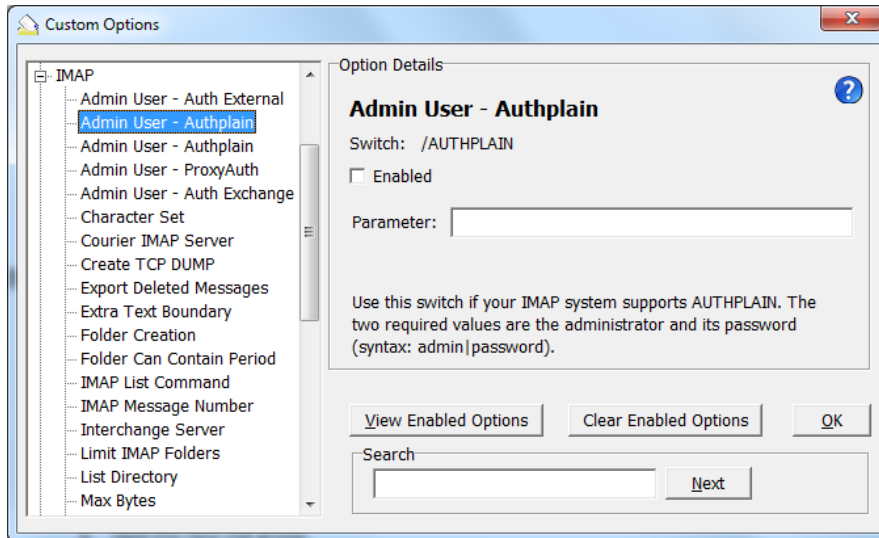 Custom Options
IMAP
Admin User - Auth External
Admin User - Authplain
Admin User - Authplain
Admin User - ProxyAuth
Admin User - Auth Exchange
Character Set
Courier IMAP Server
Create TCP DUMP
Export Deleted Messages
Extra Text Boundary
Folder Creation
Folder Can Contain Period
IMAP List Command
IMAP Message Number
Interchange Server
Limit IMAP Folders
List Directory
Max Bytes
Option Details
Admin User - Authplain
Switch: /AUTHPLAIN
Enabled
Parameter:
Use this switch if your IMAP system supports AUTHPLAIN. The
two required values are the administrator and its password
(syntax: admin|password).
View Enabled Options
Clear Enabled Options
OK
Search
Next